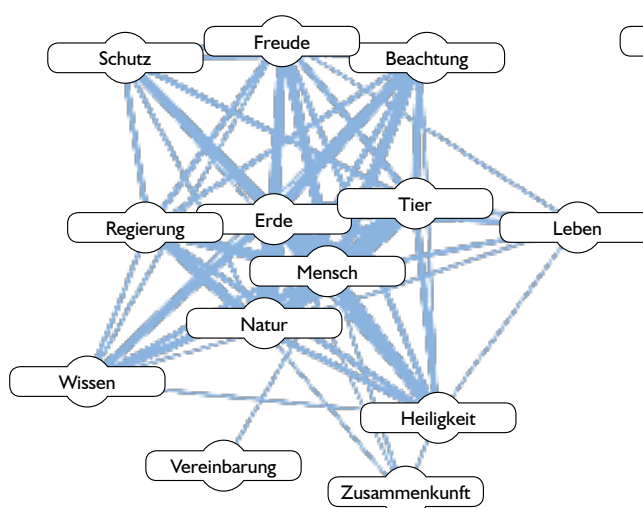 Freude
Schutz
Beachtung
Tier
Regierung
Erde
Leben
Mensch
Natur
Wissen
Heiligkeit
Vereinbarung
Zusammenkunft